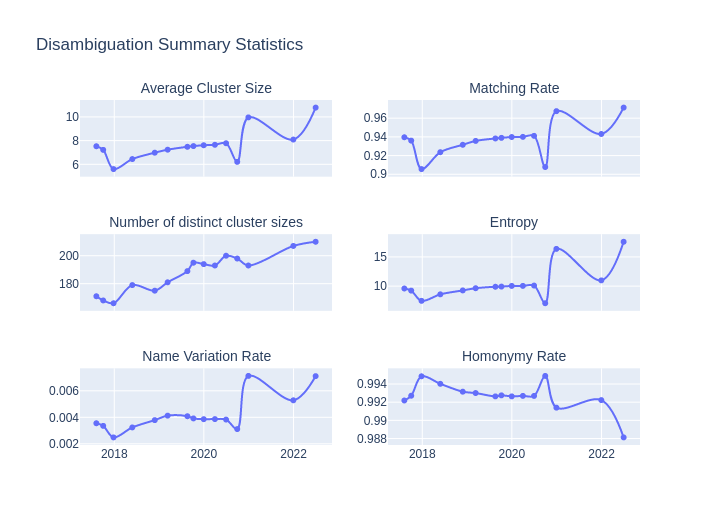 Disambiguation Summary Statistics
Average Cluster Size
Matching Rate
10
8
6
0.96
0.94
0.92
0.9
Number of distinct cluster sizes
Entropy
200
180
15
10
Name Variation Rate
Homonymy Rate
0.006
0.004
0.002
0.994
0.992
0.99
0.988
2018 2020 2022
2018 2020 2022